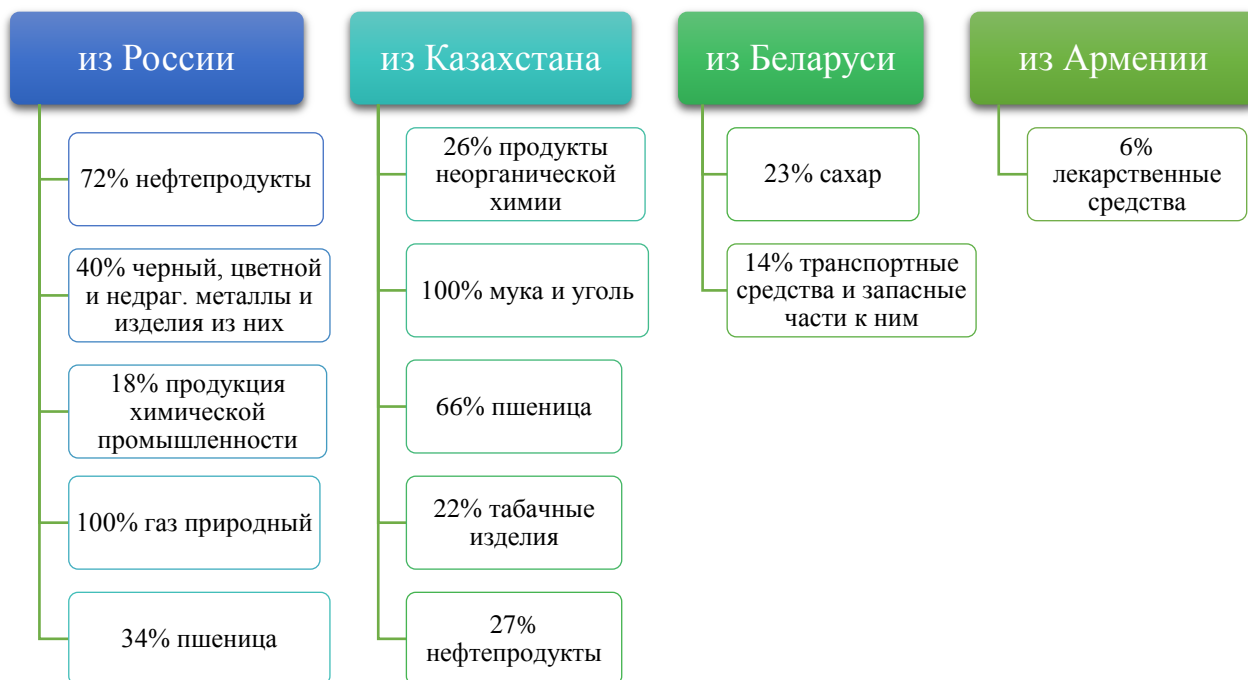 из России
72% нефтепродукты
40% черный, цветной
и недраг. металлы и
изделия из них
18% продукция
химической
промышленности
100% газ природный
34% пшеница
из Казахстана
26% продукты
неорганической
химии
100% мука и уголь
66% пшеница
22% табачные
изделия
27%
нефтепродукты
из Беларуси
23% сахар
14% транспортные
средства и запасные
части к ним
из Армении
6%
лекарственные
средства